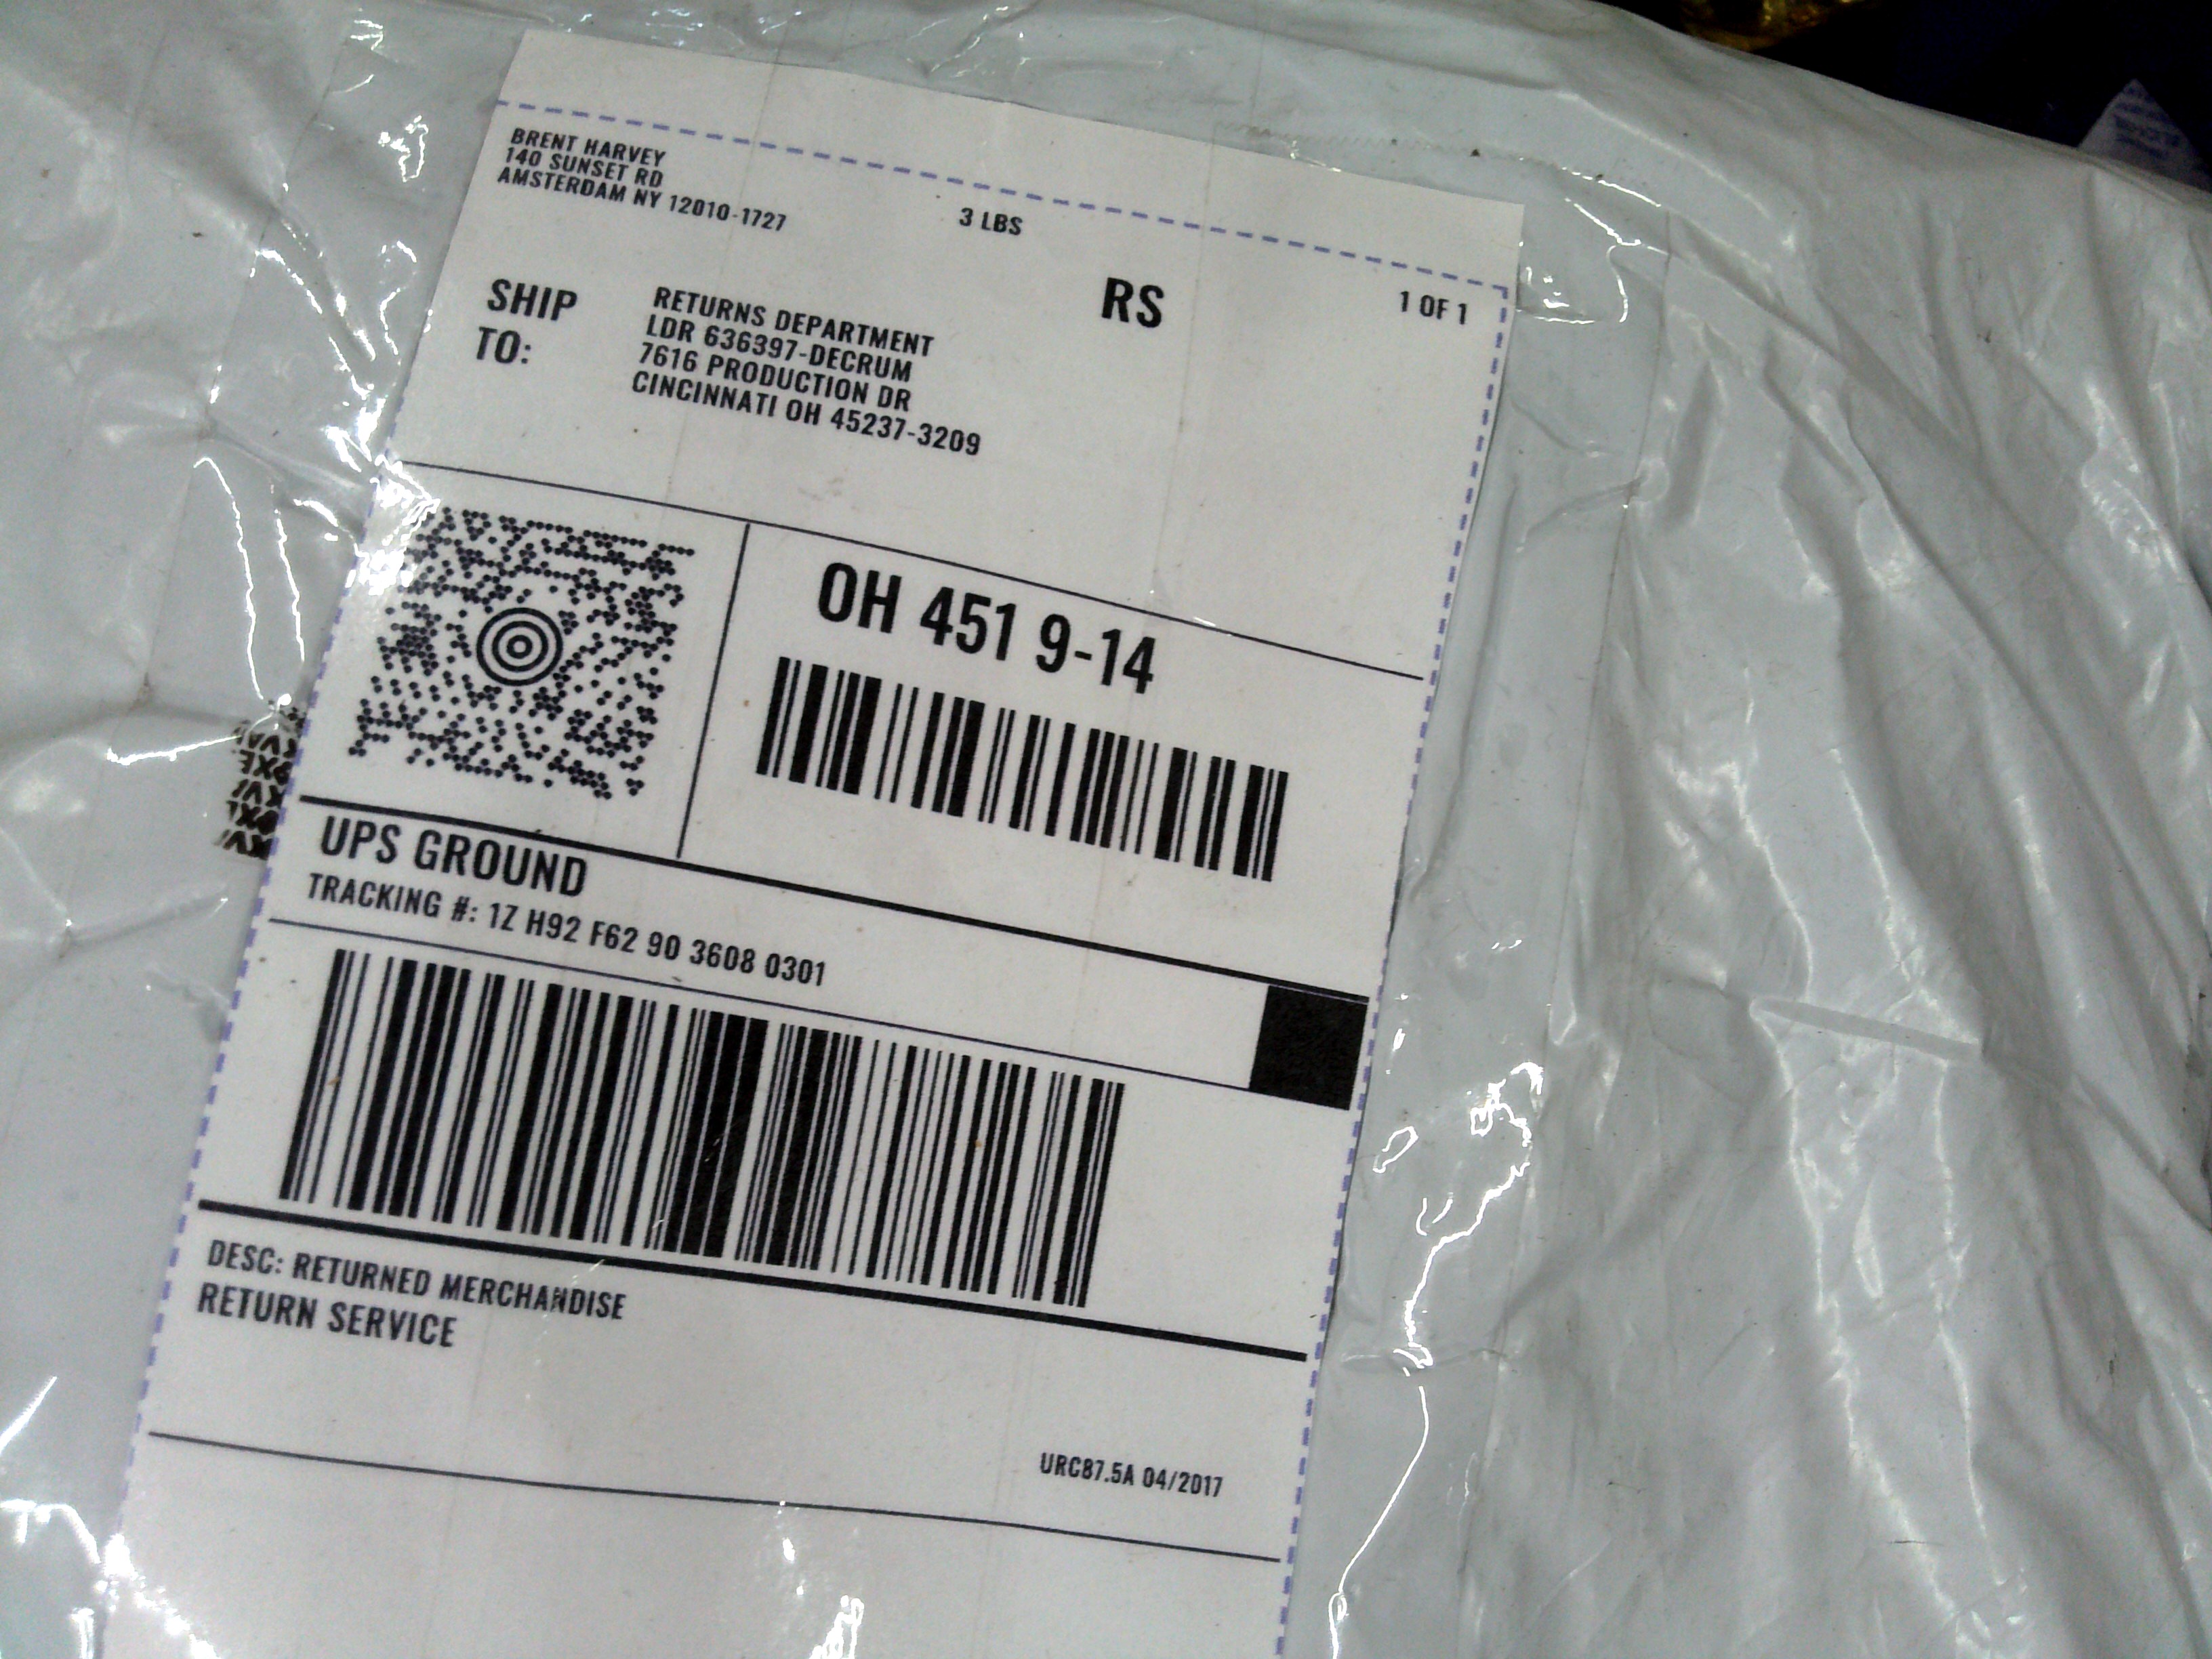 BRENT HARVEY
140 SUNSET RD
AMSTERDAM NY 12010-1727
3 LBS
RS
1 OF 1
SHIP
TO:
RETURNS DEPARTMENT
LDR 636397-DECRUM
7616 PRODUCTION DR
CINCINNATI OH 45237-3209
OH 451 9-14
UPS GROUND
TRACKING #: 1Z H92 F62 90 3608 0301
DESC: RETURNED MERCHANDISE
RETURN SERVICE
URC87.5A 04/2017